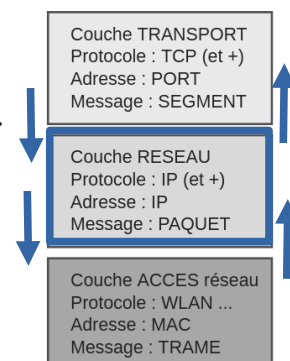 Couche TRANSPORT
Protocole : TCP (et +)
Adresse : PORT
Message : SEGMENT
Couche RESEAU
Protocole : IP (et +)
Adresse : IP
Message : PAQUET
Couche ACCES réseau
Protocole : WLAN ...
Adresse : MAC
Message : TRAME